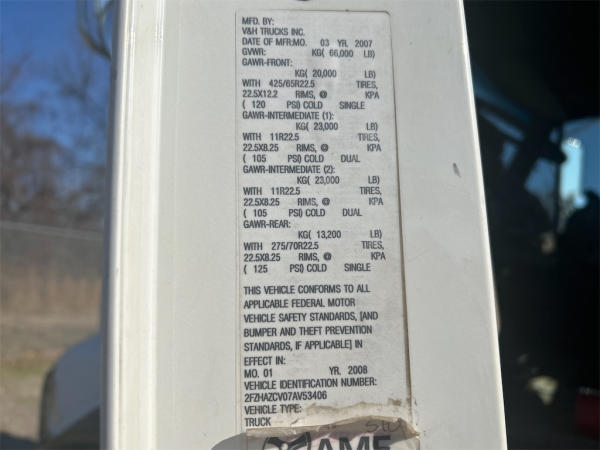 MFD. BY:
V&H TRUCKS INC.
DATE OF MFR:MO. 03 YR. 2007
GVWR: KG( 66,000 LB)
GAWR-FRONT:
KG( 20,000 LB)
WITH 425/65R22.5 TIRES,
22.5X12.2 RIMS, @ KPA
( 120 PSI) COLD SINGLE
GAWR-INTERMEDIATE (1):
KG( 23,000 LB)
WITH 11R22.5 TIRES,
22.5X8.25 RIMS, @ KPA
( 105 PSI) COLD DUAL
GAWR-INTERMEDIATE (2):
KG( 23,000 LB)
WITH 11R22.5 TIRES,
22.5X8.25 RIMS, @ KPA
( 105 PSI) COLD DUAL
GAWR-REAR:
KG( 13,200 LB)
WITH 275/70R22.5 TIRES,
22.5X8.25 RIMS, @ KPA
( 125 PSI) COLD SINGLE
THIS VEHICLE CONFORMS TO ALL
APPLICABLE FEDERAL MOTOR
VEHICLE SAFETY STANDARDS, [AND
BUMPER AND THEFT PREVENTION
STANDARDS, IF APPLICABLE] IN
EFFECT IN:
MO. 01 YR. 2008
VEHICLE IDENTIFICATION NUMBER:
2FZHAZCV07AV53406
VEHICLE TYPE:
TRUCK